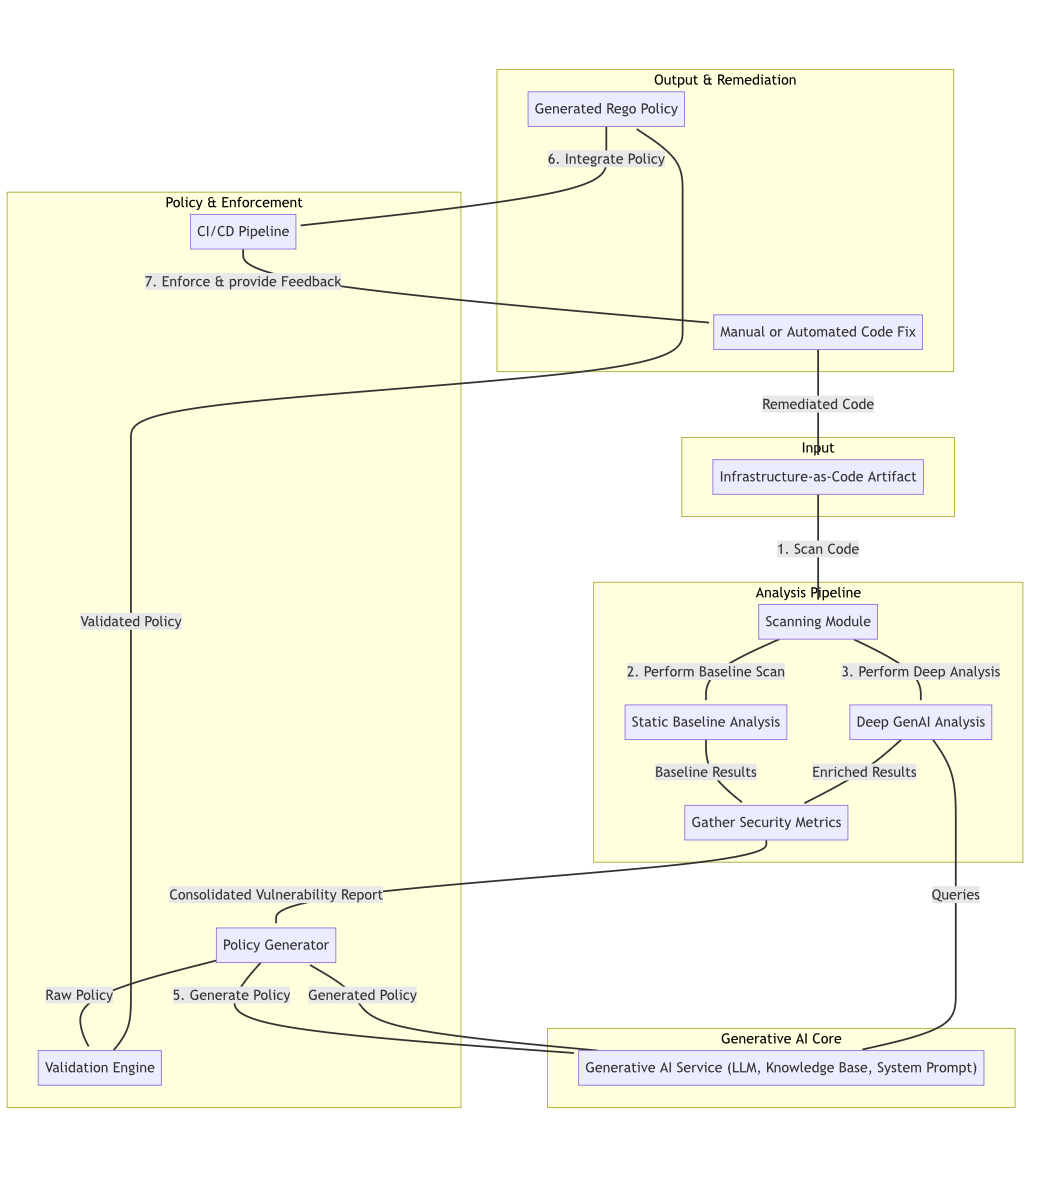 Output & Remediation
Generated Rego Policy
6. Integrate Policy
Policy & Enforcement
CI/CD Pipeline
7. Enforce & provide Feedback
Manual or Automated Code Fix
Remediated Code
Input
Infrastructure-as-Code Artifact
1. Scan Code
Analysis Pipeline
Scanning Module
Validated Policy
2. Perform Baseline Scan
3. Perform Deep Analysis
Static Baseline Analysis
Deep GenAI Analysis
Baseline Results
Enriched Results
Gather Security Metrics
Consolidated Vulnerability Report
Queries
Policy Generator
Raw Policy
5. Generate Policy
Generated Policy
Generative AI Core
Validation Engine
Generative AI Service (LLM, Knowledge Base, System Prompt)